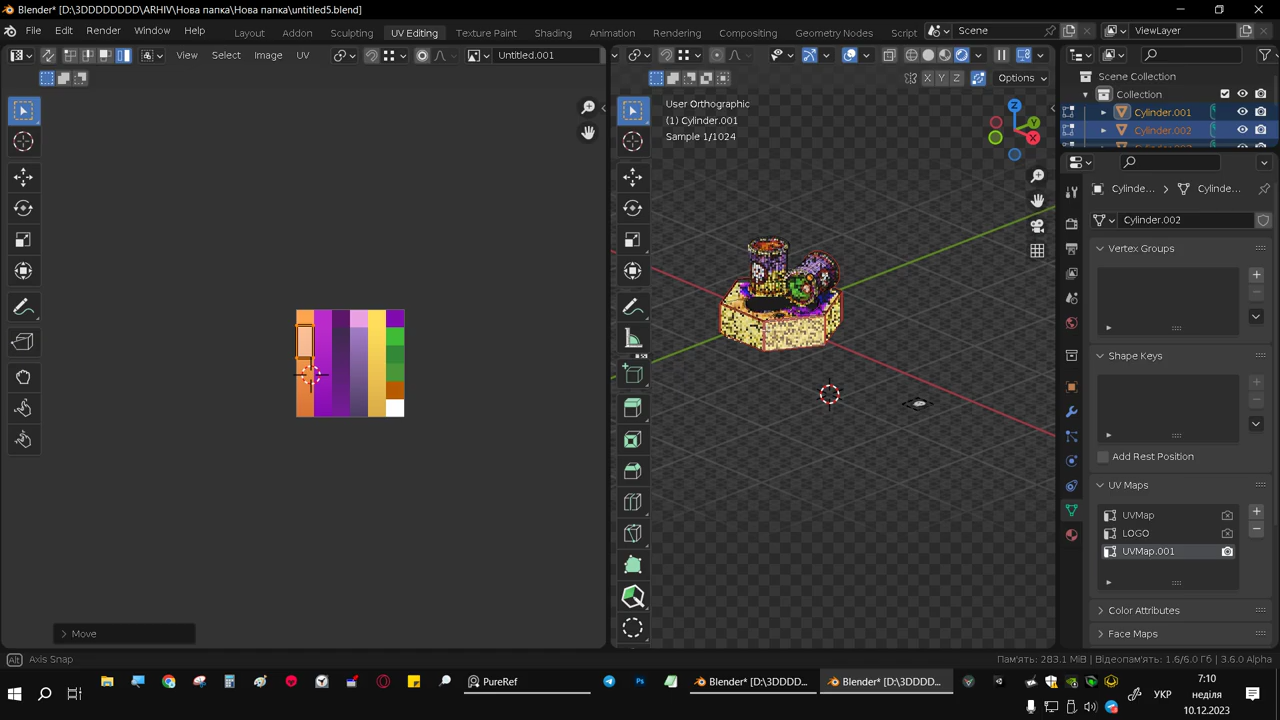 Blender* [D:\3DDDDDDDD\ARHIV\Нова папка\Нова папка\untitled5.blend]
File Edit Render Window Help Layout Adding Sculpting UV Editing Texture Paint Shading Animation Rendering Compositing Geometry Nodes Script Scene ViewLayer
View Select Image UV Untitled.001
Options
X Y Z
User Orthographic
(1) Cylinder.001
Sample 1/1024
Z
Y
X
Scene Collection
Collection
Cylinder.001
Cylinder.002
Cylinde... Cylinde...
Cylinder.002
Vertex Groups
Shape Keys
Add Rest Position
UV Maps
UVMap
LOGO
UVMap.001
Color Attributes
Face Maps
Move
Alt Axis Snap
Пам'ять: 283.1 MiB | Відеопам'ять: 1.6/6.0 Гб | 3.6.0 Alpha
PureRef
Blender* [D:\3DDDD...
Blender* [D:\3DDDD...
УКР
7:10
неділя
10.12.2023